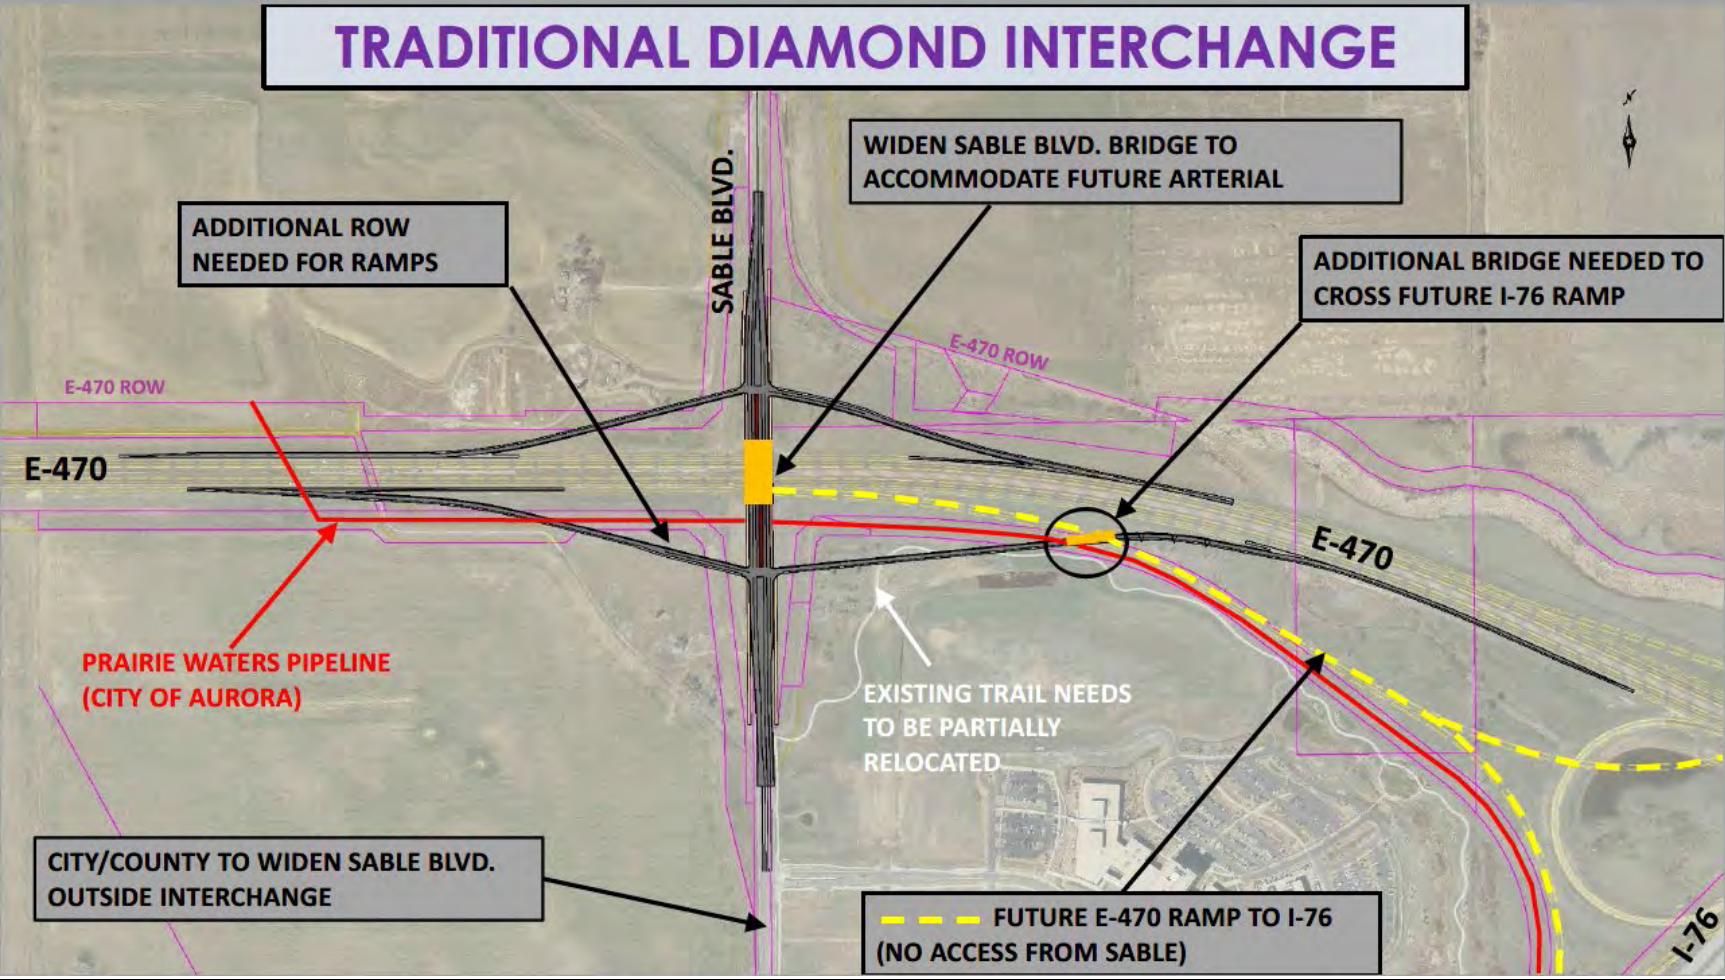 TRADITIONAL DIAMOND INTERCHANGE
WIDEN SABLE BLVD. BRIDGE TO
ACCOMMODATE FUTURE ARTERIAL
SABLE BLVD.
ADDITIONAL ROW
NEEDED FOR RAMPS
ADDITIONAL BRIDGE NEEDED TO
CROSS FUTURE I-76 RAMP
E-470 ROW
E-470 ROW
E-470
E-470
PRAIRIE WATERS PIPELINE
(CITY OF AURORA)
EXISTING TRAIL NEEDS
TO BE PARTIALLY
RELOCATED
CITY/COUNTY TO WIDEN SABLE BLVD.
OUTSIDE INTERCHANGE
FUTURE E-470 RAMP TO I-76
(NO ACCESS FROM SABLE)
I-76